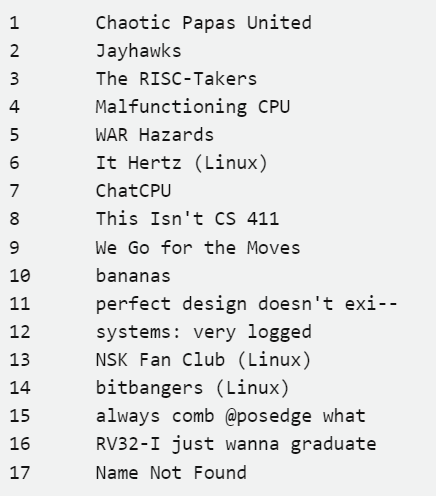 1 Chaotic Papas United
2 Jayhawks
3 The RISC-Takers
4 Malfunctioning CPU
5 WAR Hazards
6 It Hertz (Linux)
7 ChatCPU
8 This Isn't CS 411
9 We Go for the Moves
10 bananas
11 perfect design doesn't exi--
12 systems: very logged
13 NSK Fan Club (Linux)
14 bitbangers (Linux)
15 always comb @posedge what
16 RV32-I just wanna graduate
17 Name Not Found